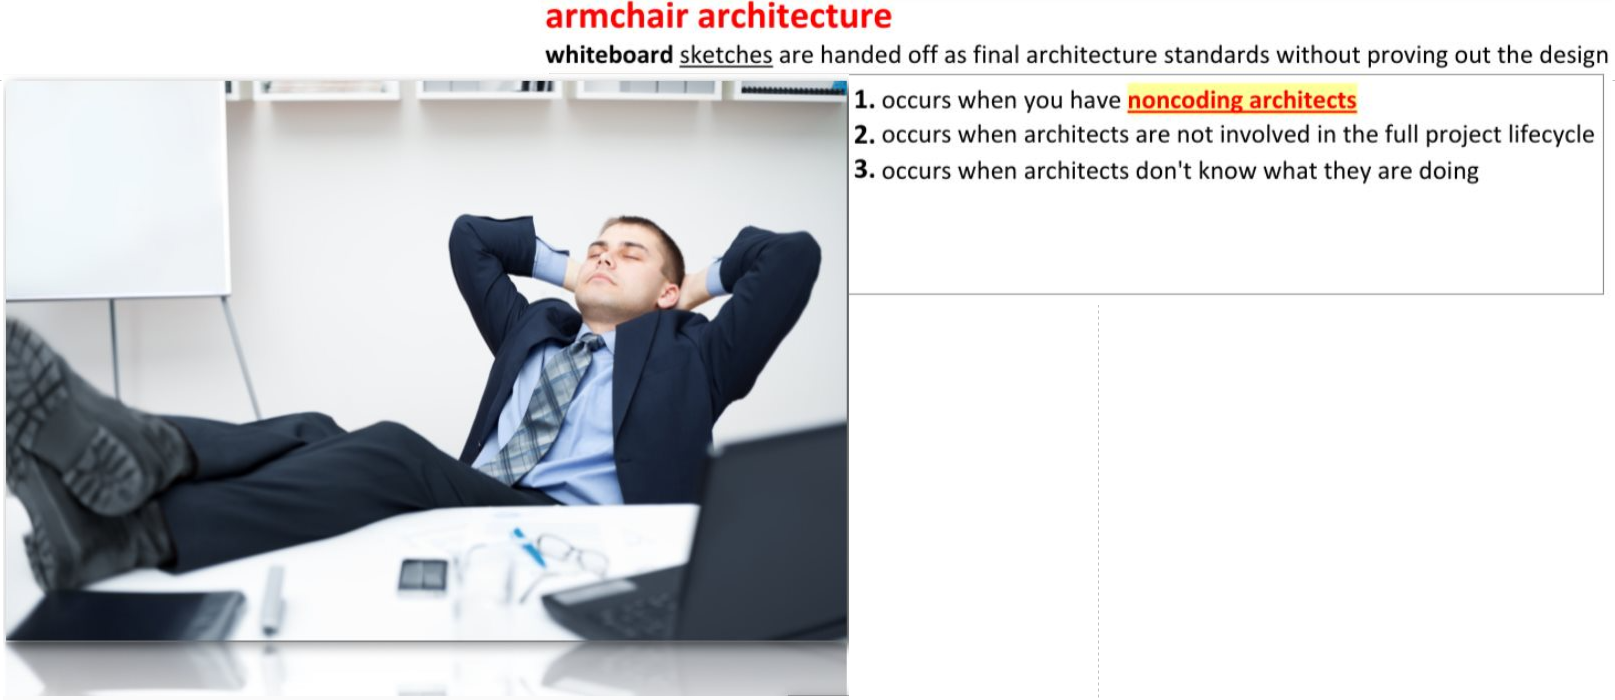 armchair architecture
whiteboard sketches are handed off as final architecture standards without proving out the design
1. occurs when you have noncoding architects
2. occurs when architects are not involved in the full project lifecycle
3. occurs when architects don't know what they are doing